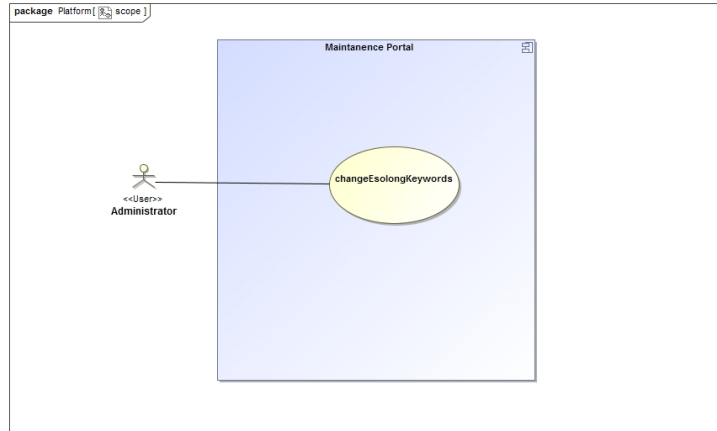 package Platform[ scope ]
Maintanence Portal
changeEsolongKeywords
<<User>>
Administrator